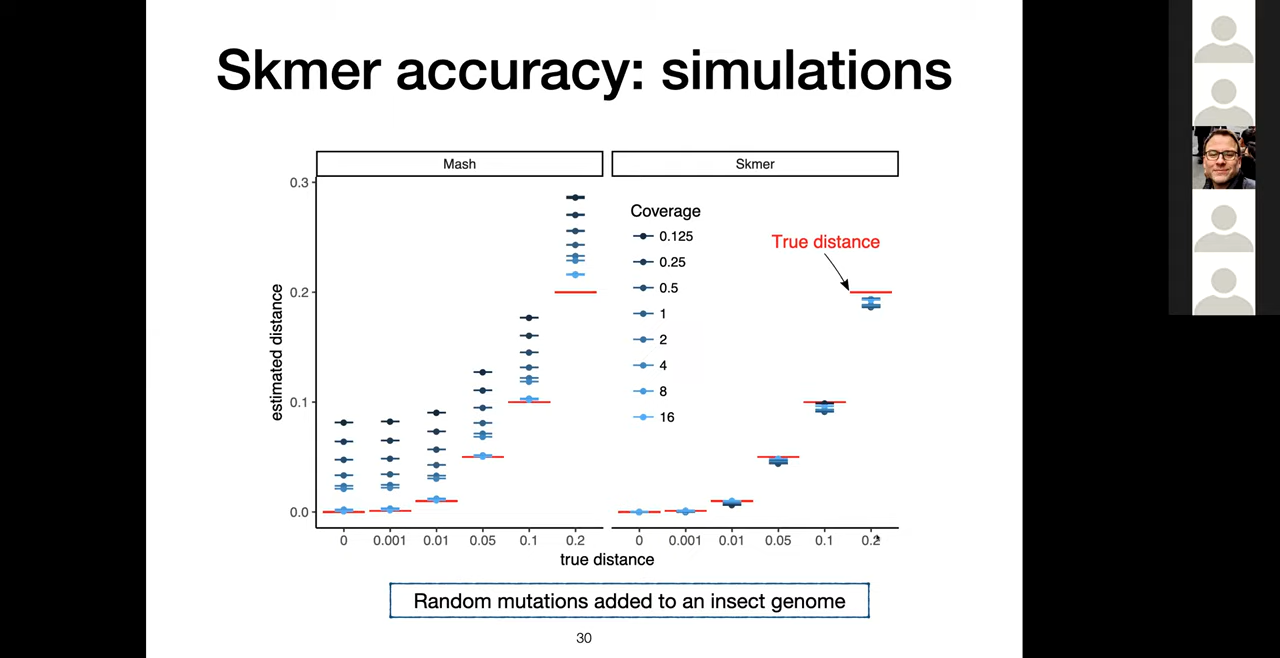 Skmer accuracy: simulations
Mash
Skmer
0.3
0.2
0.1
0.0
estimated distance
Coverage
0.125
0.25
0.5
1
2
4
8
16
True distance
0 0.001 0.01 0.05 0.1 0.2
0 0.001 0.01 0.05 0.1 0.2
true distance
Random mutations added to an insect genome
30